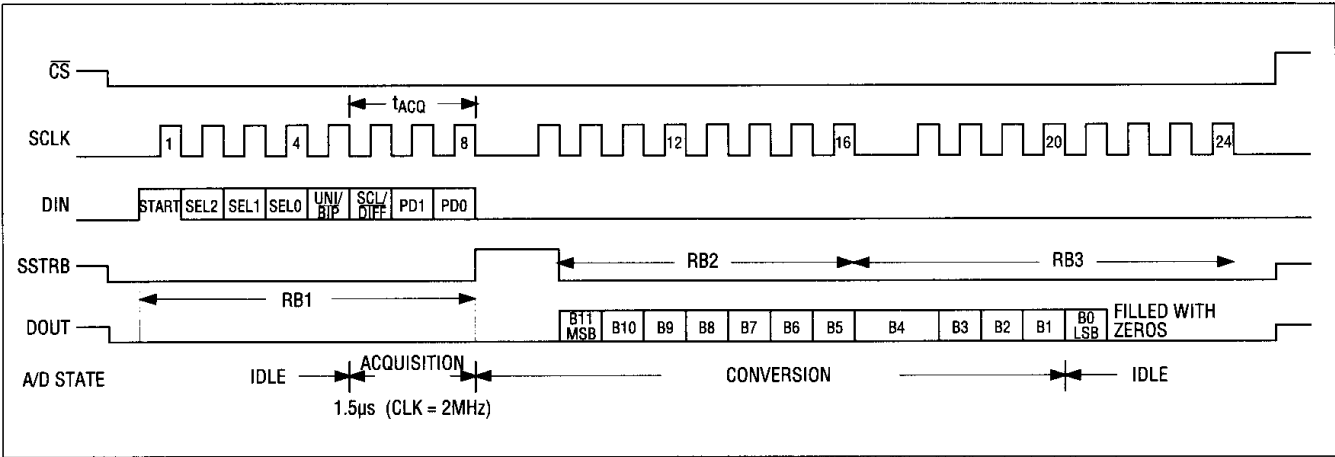 CS
tACQ
SCLK 1 4 8 12 16 20 24
DIN START SEL2 SEL1 SEL0 UNI/ BIP SCL/ DIFF PD1 PD0
SSTRB RB2 RB3
RB1
DOUT B11 MSB B10 B9 B8 B7 B6 B5 B4 B3 B2 B1 B0 LSB FILLED WITH ZEROS
A/D STATE IDLE ACQUISITION CONVERSION IDLE
1.5µs (CLK = 2MHz)